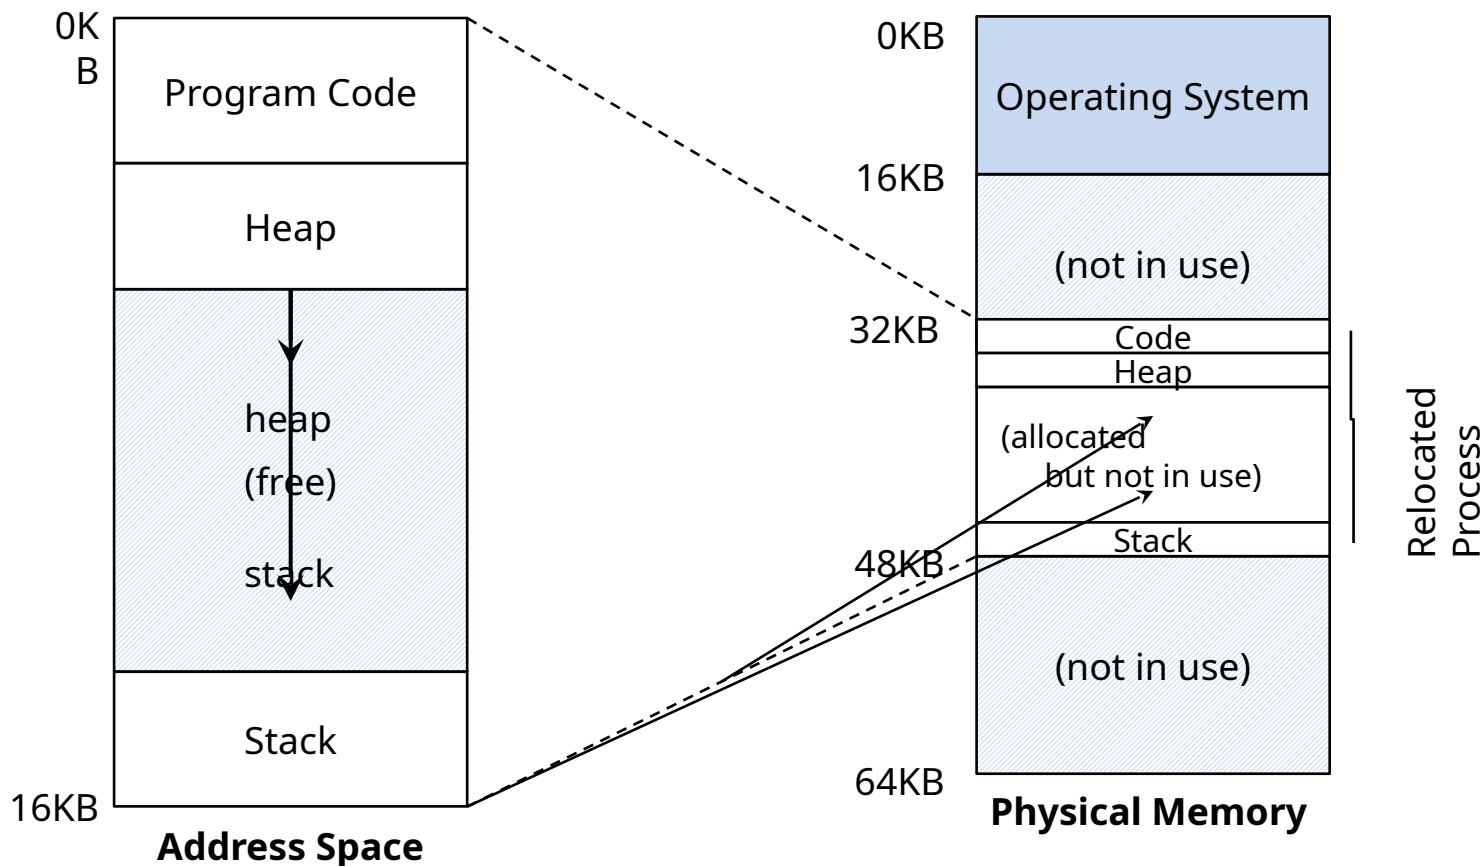 0K
B
Program Code
Heap
heap
(free)
stack
Stack
16KB
Address Space
0KB
Operating System
16KB
(not in use)
32KB
Code
Heap
(allocated
but not in use)
Stack
48KB
(not in use)
64KB
Physical Memory
Relocated
Process